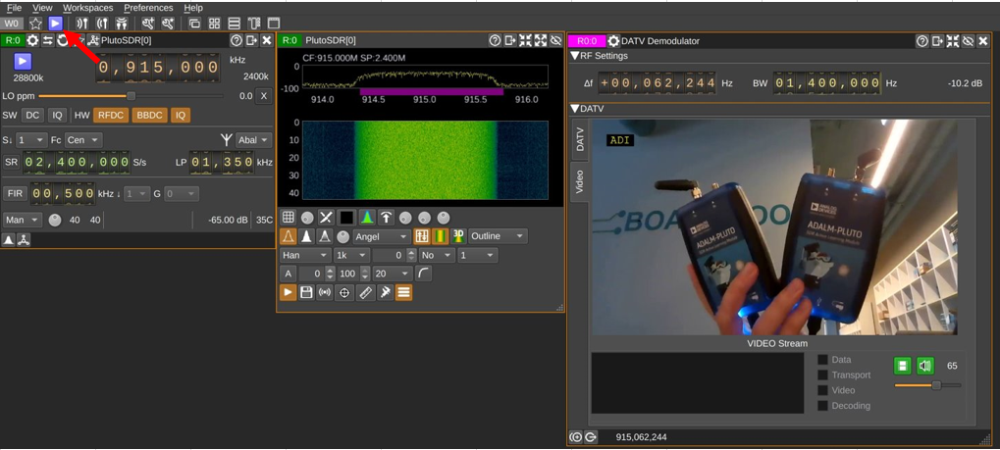 File View Workspaces Preferences Help
W0
R:0 PlutoSDR[0]
28800k
0,915,000 kHz
2400k
LO ppm 0.0 X
SW DC IQ HW RFDC BBDC IQ
S↓ 1 Fc Cen Abal
SR 02,400,000 S/s LP 01,350 kHz
FIR 00,500 kHz ↓ 1 G 0
Man 40 40 -65.00 dB 35C
R:0 PlutoSDR[0]
CF:915.000M SP:2.400M
0
-100
914.0 914.5 915.0 915.5 916.0
0
10
20
30
40
3D
Angel Outline
Han 1k 0 No 1
A 0 100 20
R0:0 DATV Demodulator
RF Settings
Δf +00,062,244 Hz BW 01,400,000 Hz -10.2 dB
DATV
DATV
Video
ADI
ADALM-PLUTO
ADALM-PLUTO
VIDEO Stream
Data
Transport
Video
Decoding
65
915,062,244